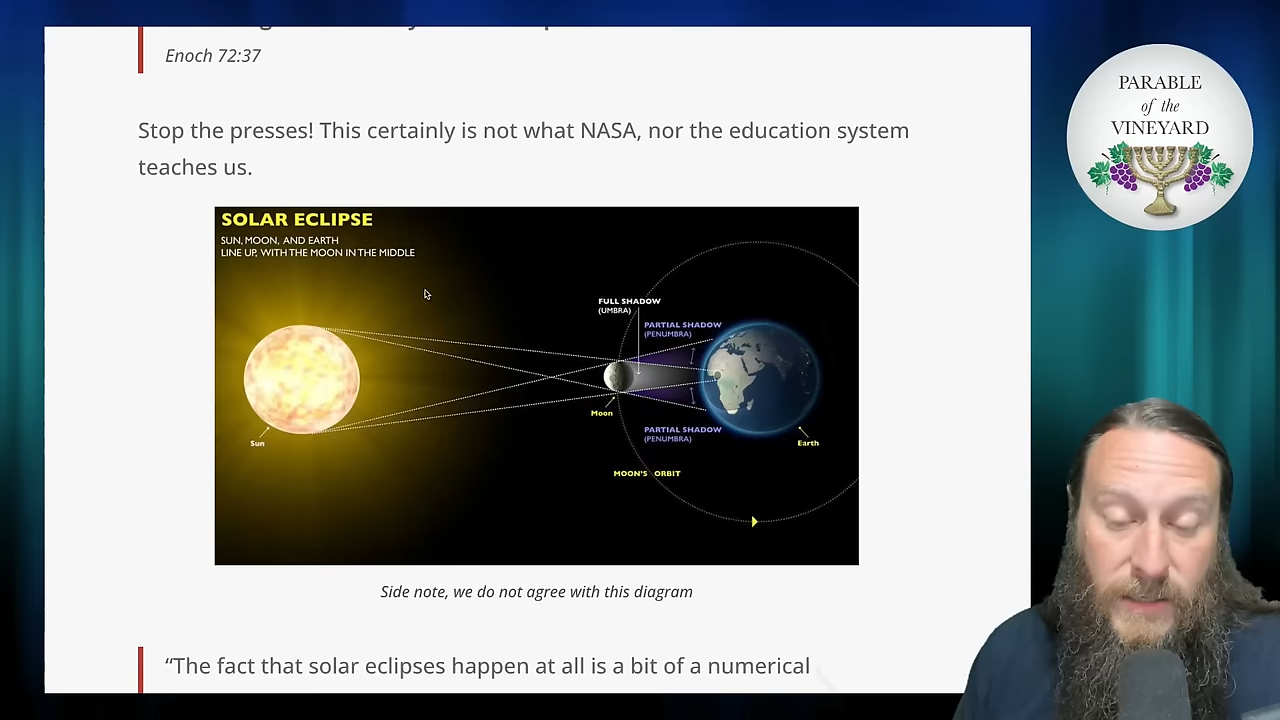 Enoch 72:37
Stop the presses! This certainly is not what NASA, nor the education system
teaches us.
SOLAR ECLIPSE
SUN, MOON, AND EARTH
LINE UP, WITH THE MOON IN THE MIDDLE
FULL SHADOW
(UMBRA)
PARTIAL SHADOW
(PENUMBRA)
Moon
Sun
PARTIAL SHADOW
(PENUMBRA)
Earth
MOON'S ORBIT
Side note, we do not agree with this diagram
“The fact that solar eclipses happen at all is a bit of a numerical
PARABLE
of the
VINEYARD